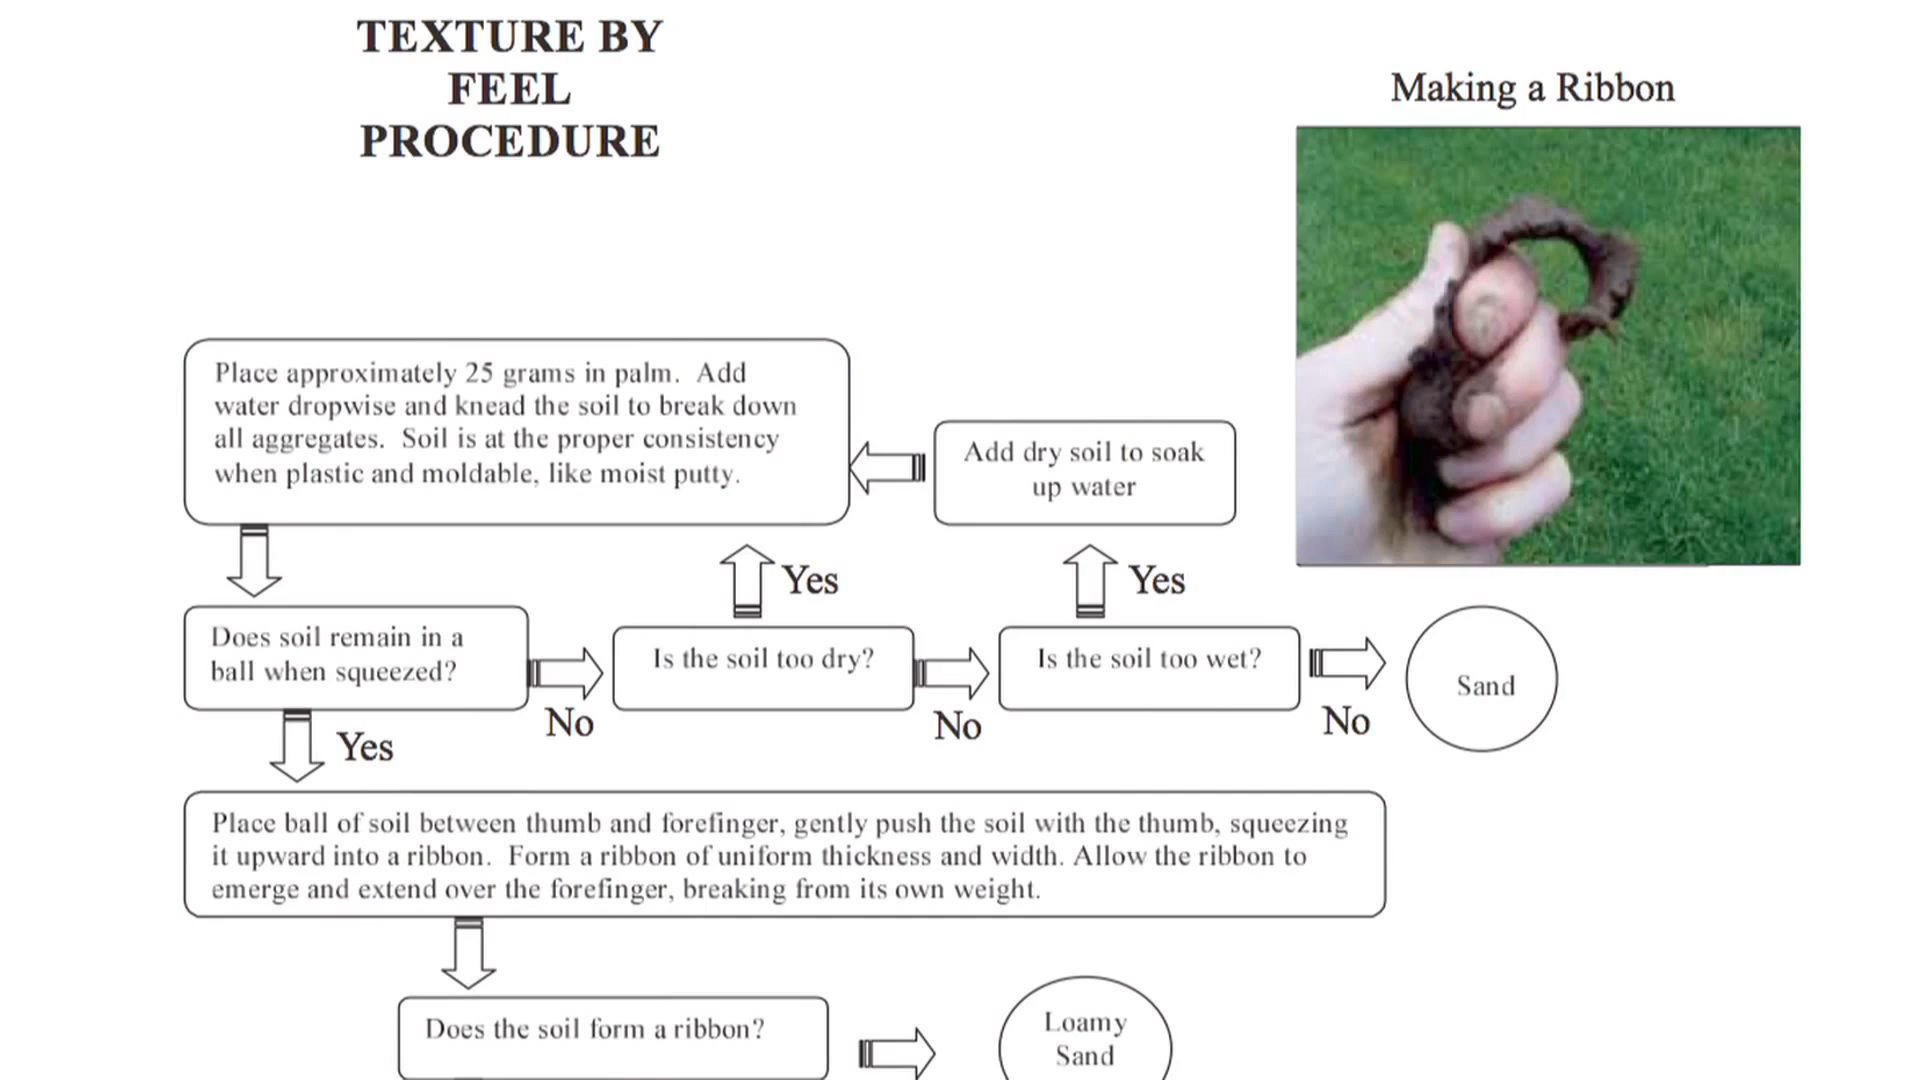 TEXTURE BY
FEEL
PROCEDURE
Making a Ribbon
Place approximately 25 grams in palm. Add
water dropwise and knead the soil to break down
all aggregates. Soil is at the proper consistency
when plastic and moldable, like moist putty.
Add dry soil to soak
up water
Yes
Yes
Does soil remain in a
ball when squeezed?
No
Is the soil too dry?
No
Is the soil too wet?
No
Sand
Yes
Place ball of soil between thumb and forefinger, gently push the soil with the thumb, squeezing
it upward into a ribbon. Form a ribbon of uniform thickness and width. Allow the ribbon to
emerge and extend over the forefinger, breaking from its own weight.
Does the soil form a ribbon?
Loamy
Sand